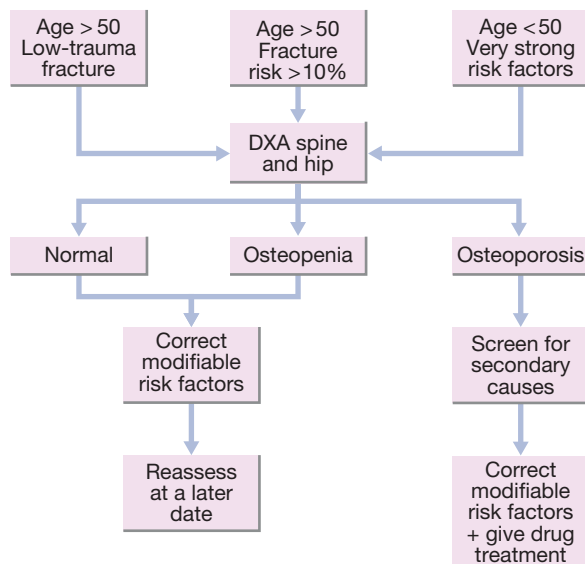 Age > 50
Low-trauma
fracture
Age > 50
Fracture
risk > 10%
Age < 50
Very strong
risk factors
DXA spine
and hip
Normal
Osteopenia
Osteoporosis
Correct
modifiable
risk factors
Screen for
secondary
causes
Reassess
at a later
date
Correct
modifiable
risk factors
+ give drug
treatment